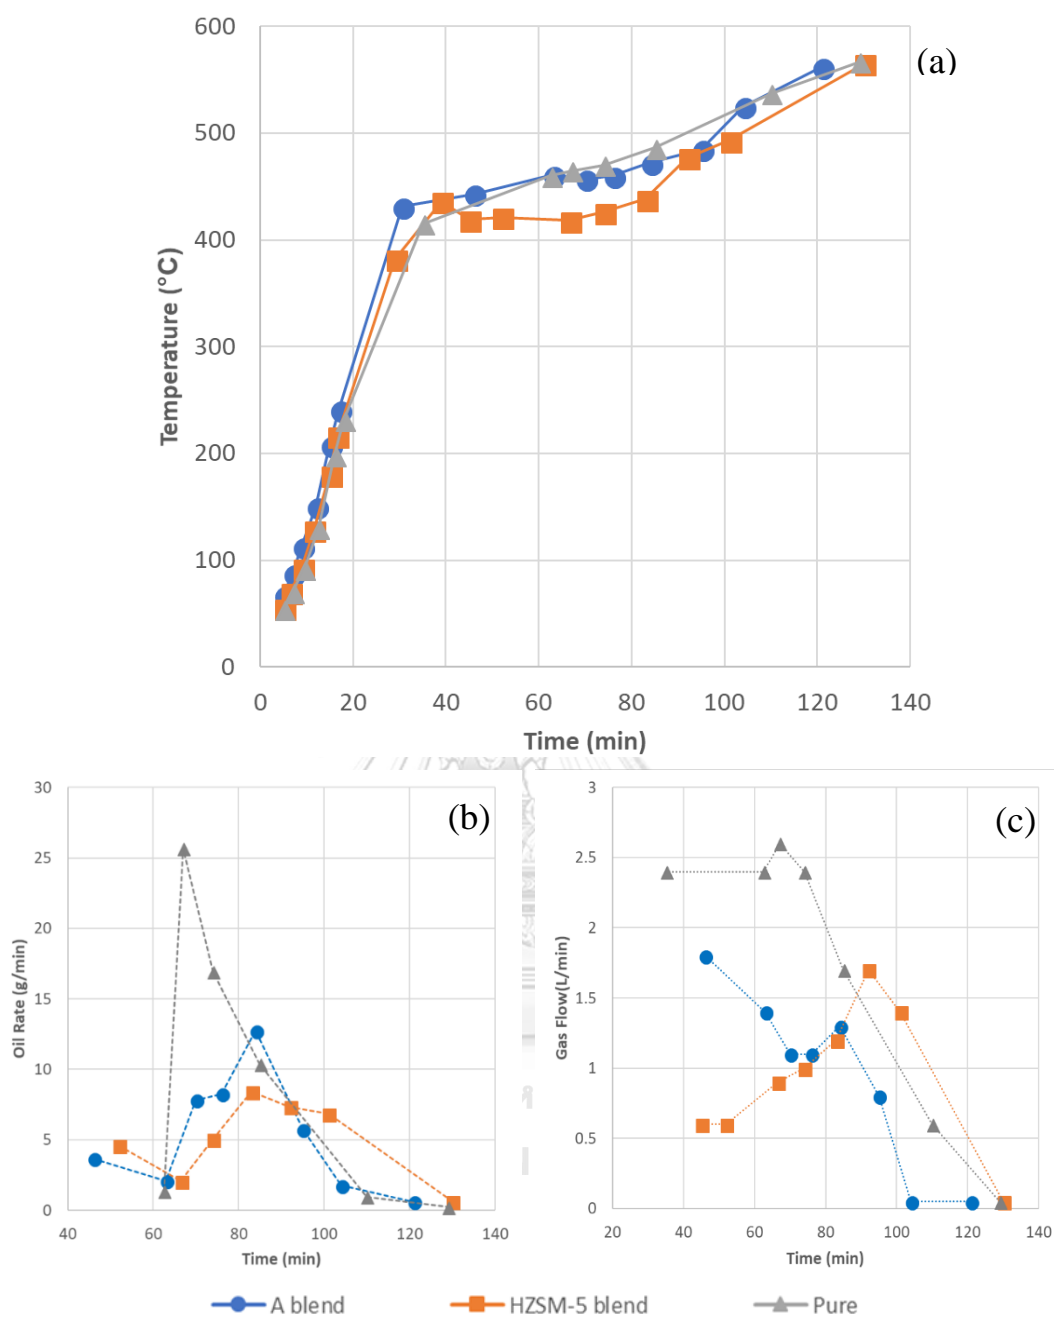 (a)
600
500
400
300
200
100
0
Temperature (°C)
0 20 40 60 80 100 120 140
Time (min)
(b)
30
25
20
15
10
5
0
Oil Rate (g/min)
40 60 80 100 120 140
Time (min)
(c)
3
2.5
2
1.5
1
0.5
0
Gas Flow(L/min)
20 40 60 80 100 120 140
Time (min)
A blend HZSM-5 blend Pure